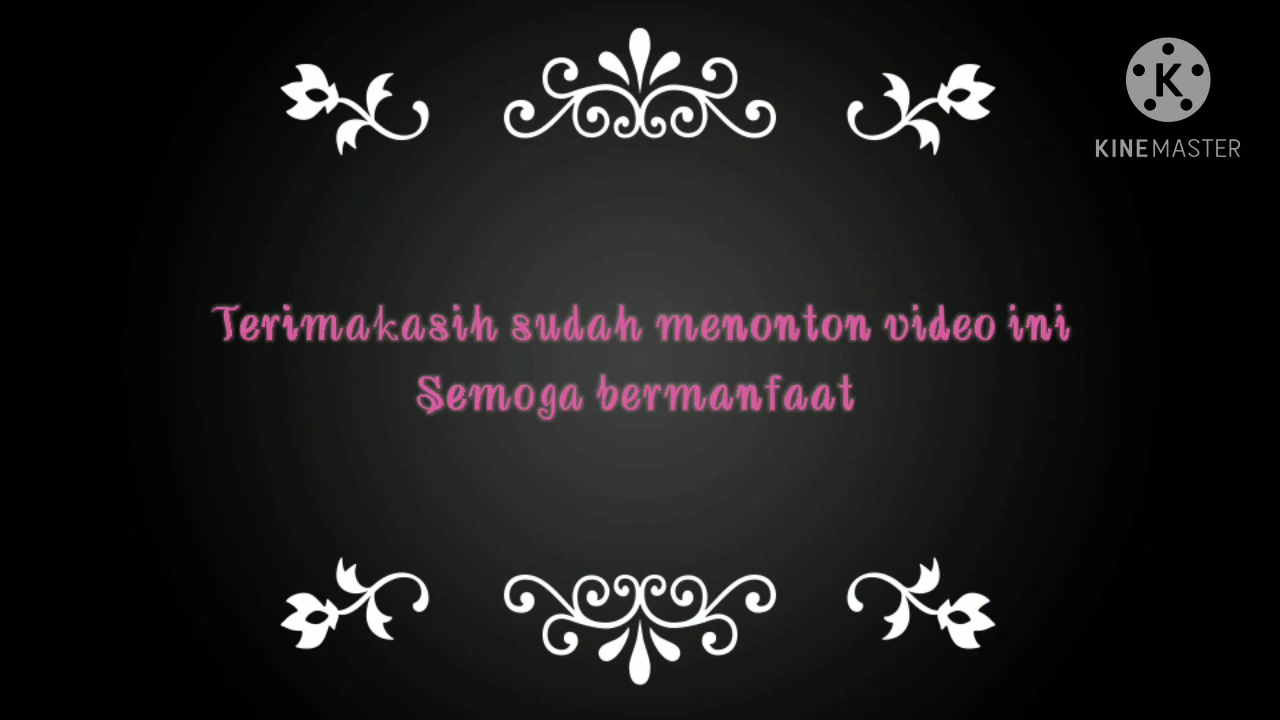 K
KINEMASTER
Terimakasih sudah menonton video ini
Semoga bermanfaat